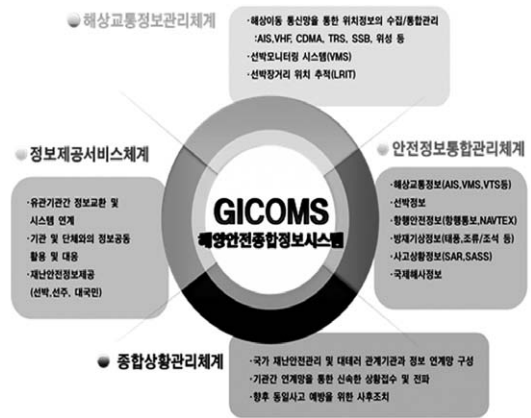 해상교통정보관리체계
·해상이동 통신망을 통한 위치정보의 수집/통합관리
:AIS,VHF, CDMA, TRS, SSB, 위성 등
·선박모니터링 시스템(VMS)
·선박장거리 위치 추적(LRIT)
정보제공서비스체계
·유관기관간 정보교환 및
시스템 연계
·기관 및 단체와의 정보공동
활용 및 대응
·재난안전정보제공
(선박,선주, 대국민)
GICOMS
해양안전종합정보시스템
안전정보통합관리체계
·해상교통정보(AIS,VMS,VTS등)
·선박정보
·항행안전정보(항행통보,NAVTEX)
·방재기상정보(태풍,조류/조석 등)
·사고상황정보(SAR,SASS)
·국제해사정보
종합상황관리체계
·국가 재난안전관리 및 대테러 관계기관과 정보 연계망 구성
·기관간 연계망을 통한 신속한 상황접수 및 전파
·향후 동일사고 예방을 위한 사후조치